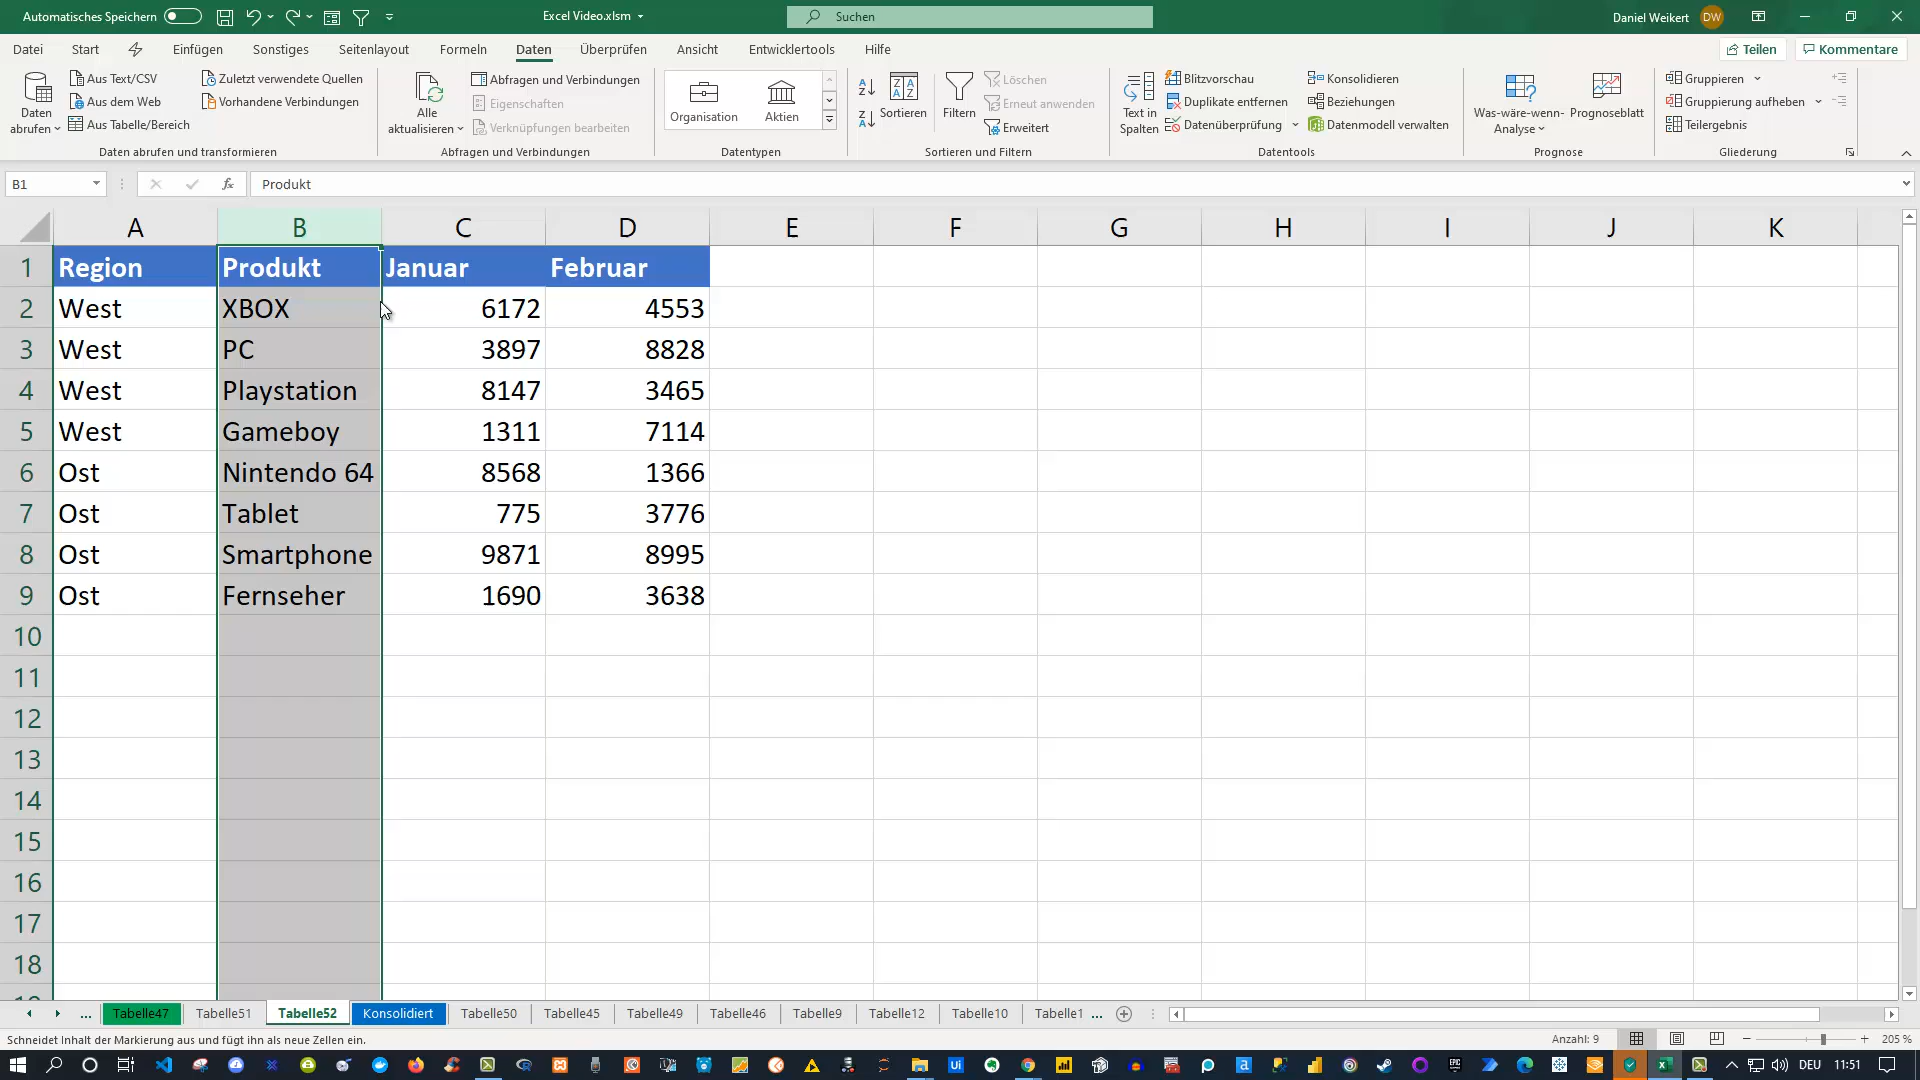 Automatisches Speichern
Excel Video.xlsm
Suchen
Daniel Weikert
DW
Datei Start Einfügen Sonstiges Seitenlayout Formeln Daten Überprüfen Ansicht Entwicklertools Hilfe
Teilen Kommentare
Daten abrufen
Aus Text/CSV
Aus dem Web
Aus Tabelle/Bereich
Zuletzt verwendete Quellen
Vorhandene Verbindungen
Daten abrufen und transformieren
Alle aktualisieren
Abfragen und Verbindungen
Eigenschaften
Verknüpfungen bearbeiten
Abfragen und Verbindungen
Organisation
Aktien
Datentypen
Sortieren
Filtern
Löschen
Erneut anwenden
Erweitert
Sortieren und Filtern
Text in Spalten
Blitzvorschau
Duplikate entfernen
Datenüberprüfung
Konsolidieren
Beziehungen
Datenmodell verwalten
Datentools
Was-wäre-wenn-Analyse
Prognoseblatt
Prognose
Gruppieren
Gruppierung aufheben
Teilergebnis
Gliederung
B1
fx
Produkt
A B C D E F G H I J K
1 Region Produkt Januar Februar
2 West XBOX 6172 4553
3 West PC 3897 8828
4 West Playstation 8147 3465
5 West Gameboy 1311 7114
6 Ost Nintendo 64 8568 1366
7 Ost Tablet 775 3776
8 Ost Smartphone 9871 8995
9 Ost Fernseher 1690 3638
10
11
12
13
14
15
16
17
18
... Tabelle47 Tabelle51 Tabelle52 Konsolidiert Tabelle50 Tabelle45 Tabelle49 Tabelle46 Tabelle9 Tabelle12 Tabelle10 Tabelle1 ...
Schneidet Inhalt der Markierung aus und fügt ihn als neue Zellen ein.
Anzahl: 9
205 %
DEU 11:51